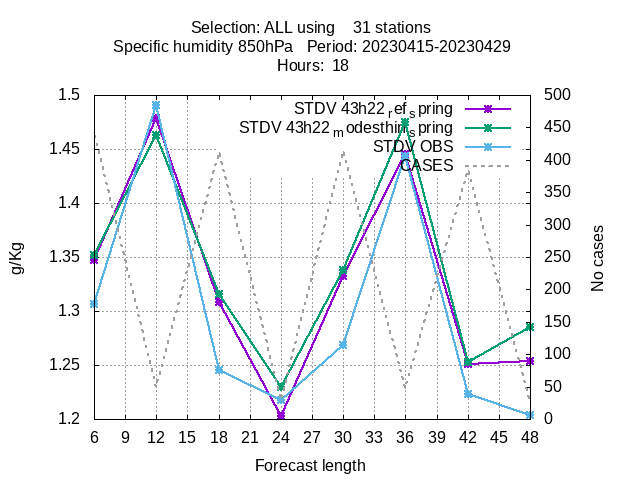 Selection: ALL using    31 stations
Specific humidity 850hPa   Period: 20230415-20230429
Hours:  18
STDV 43h22_ref_spring
STDV 43h22_modesthin_spring
STDV OBS
CASES
1.5
1.45
1.4
1.35
1.3
1.25
1.2
g/Kg
500
450
400
350
300
250
200
150
100
50
0
No cases
6 9 12 15 18 21 24 27 30 33 36 39 42 45 48
Forecast length